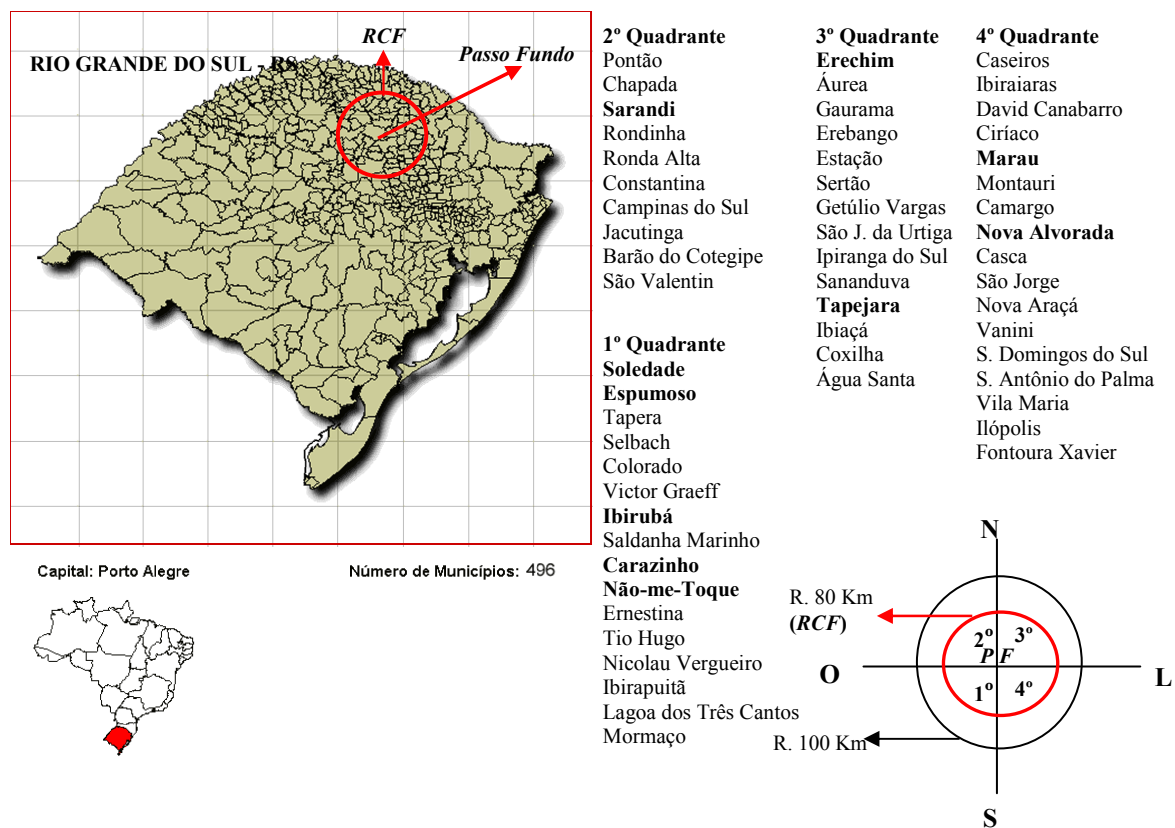 RCF
Passo Fundo
RIO GRANDE DO SUL - RS
Capital: Porto Alegre
Número de Municípios: 496
2º Quadrante
Pontão
Chapada
Sarandi
Rondinha
Ronda Alta
Constantina
Campinas do Sul
Jacutinga
Barão do Cotegipe
São Valentin
1º Quadrante
Soledade
Espumoso
Tapera
Selbach
Colorado
Victor Graeff
Ibirubá
Saldanha Marinho
Carazinho
Não-me-Toque
Ernestina
Tio Hugo
Nicolau Vergueiro
Ibirapuitã
Lagoa dos Três Cantos
Mormaço
3º Quadrante
Erechim
Áurea
Gaurama
Erebango
Estação
Sertão
Getúlio Vargas
São J. da Urtiga
Ipiranga do Sul
Sananduva
Tapejara
Ibiaçá
Coxilha
Água Santa
4º Quadrante
Caseiros
Ibiraiaras
David Canabarro
Ciríaco
Marau
Montauri
Camargo
Nova Alvorada
Casca
São Jorge
Nova Araçá
Vanini
S. Domingos do Sul
S. Antônio do Palma
Vila Maria
Ilópolis
Fontoura Xavier
N
R. 80 Km
(RCF)
2º 3º
P F
O
L
1º 4º
R. 100 Km
S